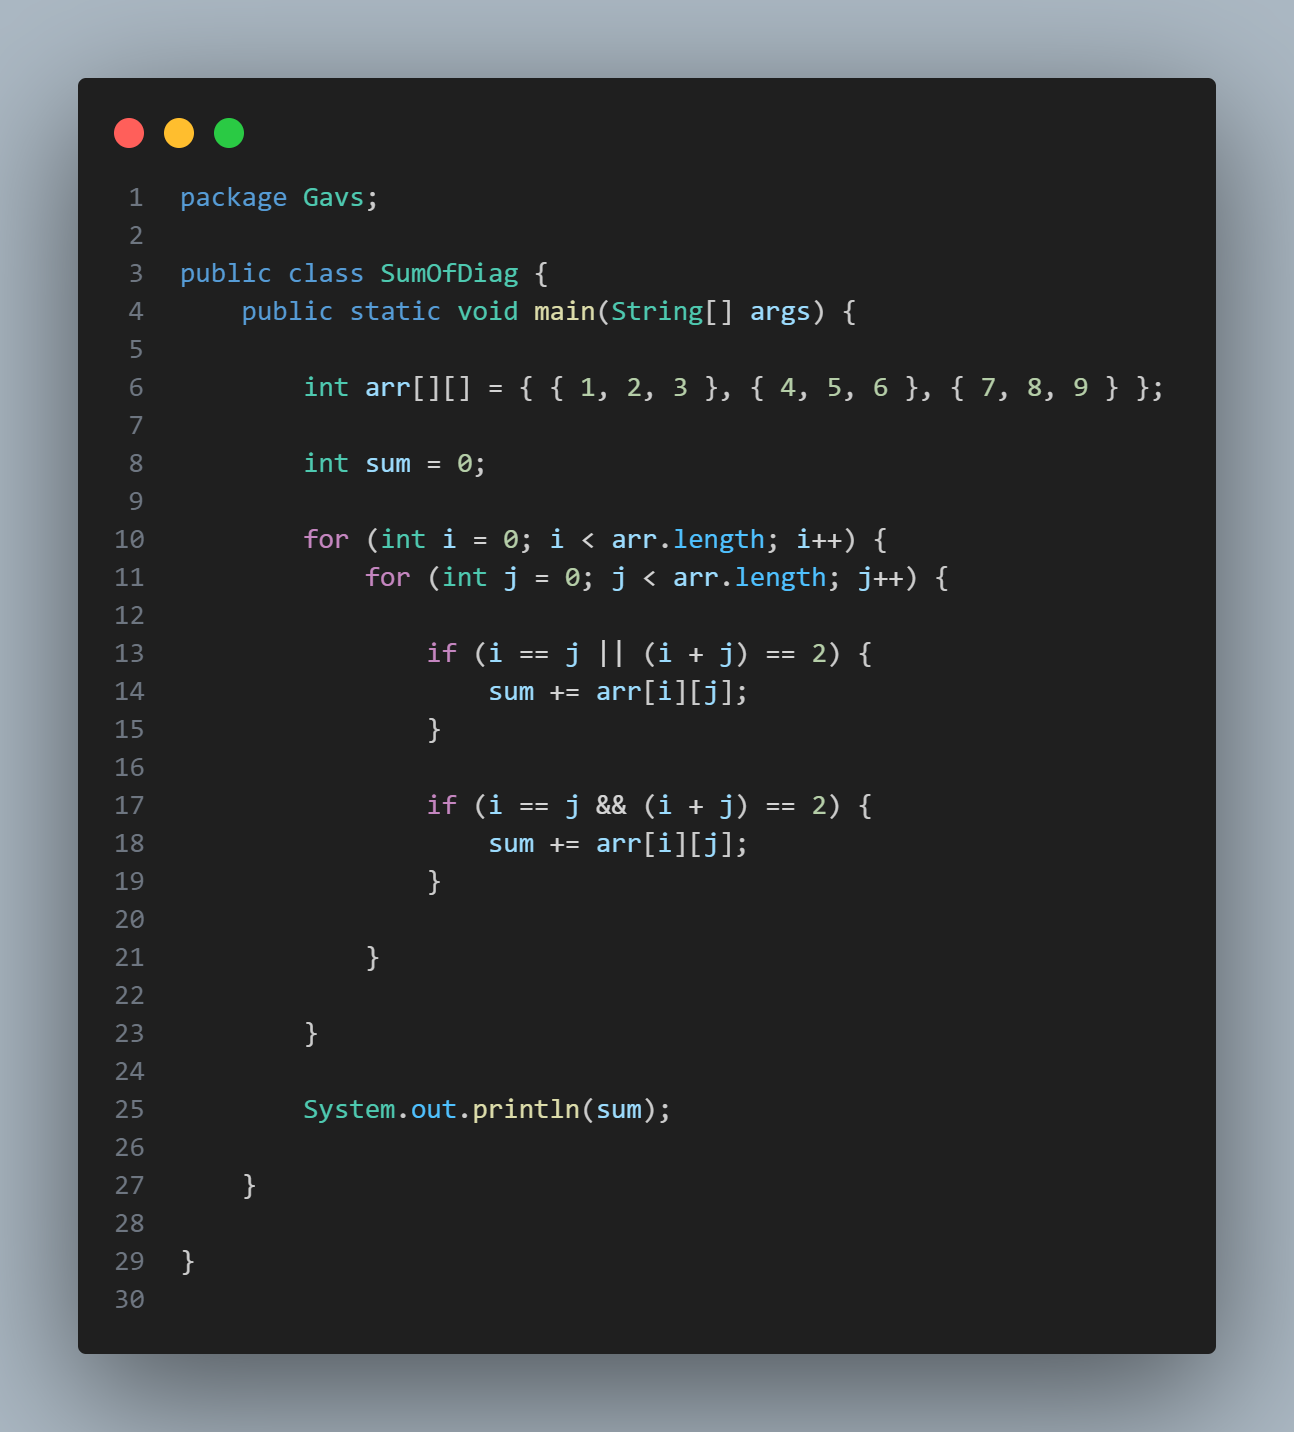 1 package Gavs;
2
3 public class SumOfDiag {
4     public static void main(String[] args) {
5
6         int arr[][] = { { 1, 2, 3 }, { 4, 5, 6 }, { 7, 8, 9 } };
7
8         int sum = 0;
9
10         for (int i = 0; i < arr.length; i++) {
11             for (int j = 0; j < arr.length; j++) {
12
13                 if (i == j || (i + j) == 2) {
14                     sum += arr[i][j];
15                 }
16
17                 if (i == j && (i + j) == 2) {
18                     sum += arr[i][j];
19                 }
20
21             }
22
23         }
24
25         System.out.println(sum);
26
27     }
28
29 }
30